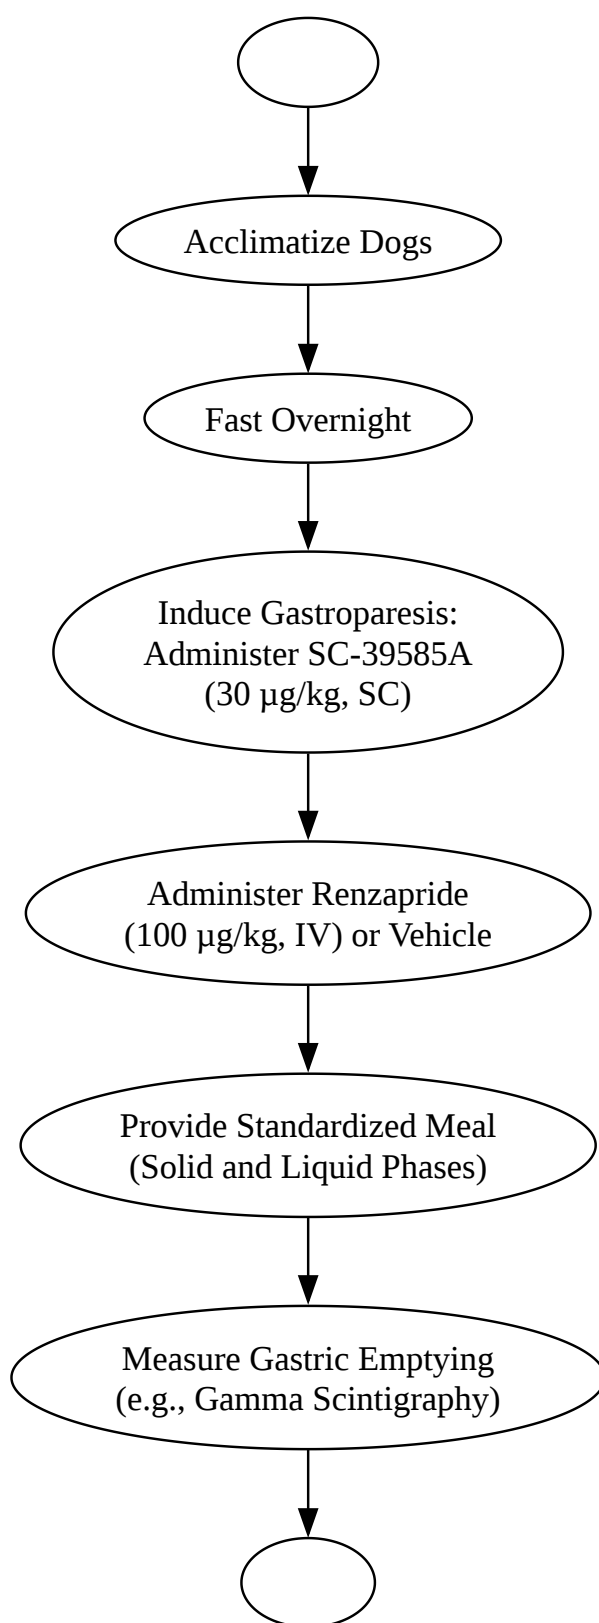 Acclimatize Dogs
Fast Overnight
Induce Gastroparesis:
Administer SC-39585A
(30 µg/kg, SC)
Administer Renzapride
(100 µg/kg, IV) or Vehicle
Provide Standardized Meal
(Solid and Liquid Phases)
Measure Gastric Emptying
(e.g., Gamma Scintigraphy)